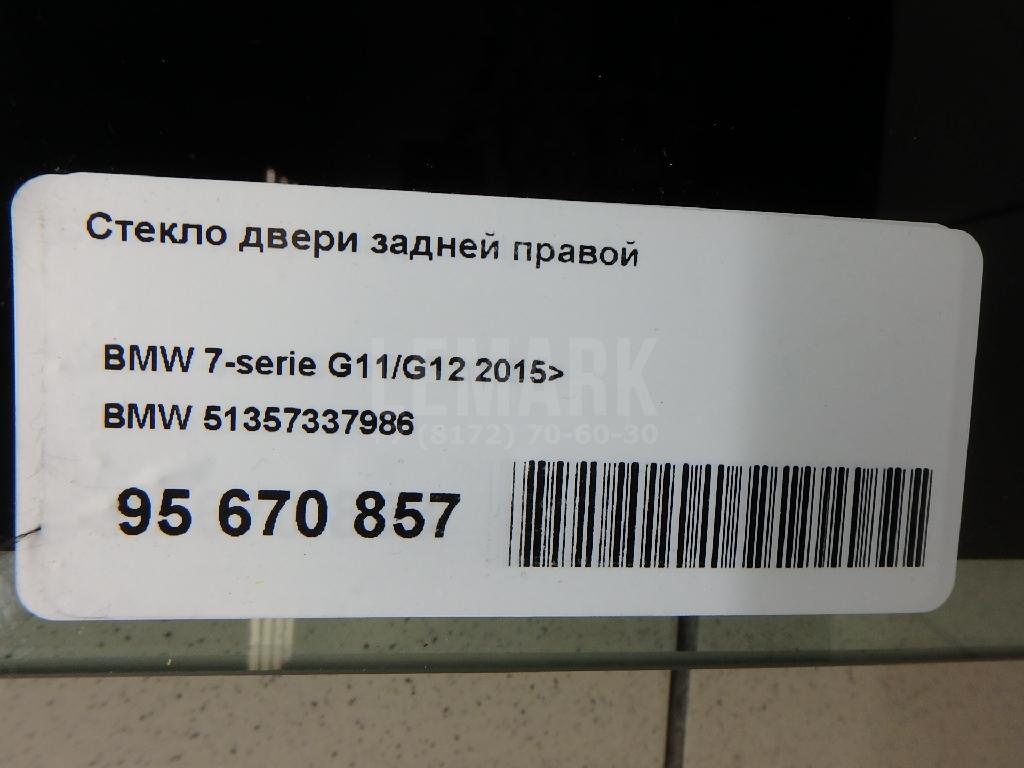 Стекло двери задней правой
BMW 7-serie G11/G12 2015>
LEMARK
BMW 51357337986
(8172) 70-60-30
95 670 857